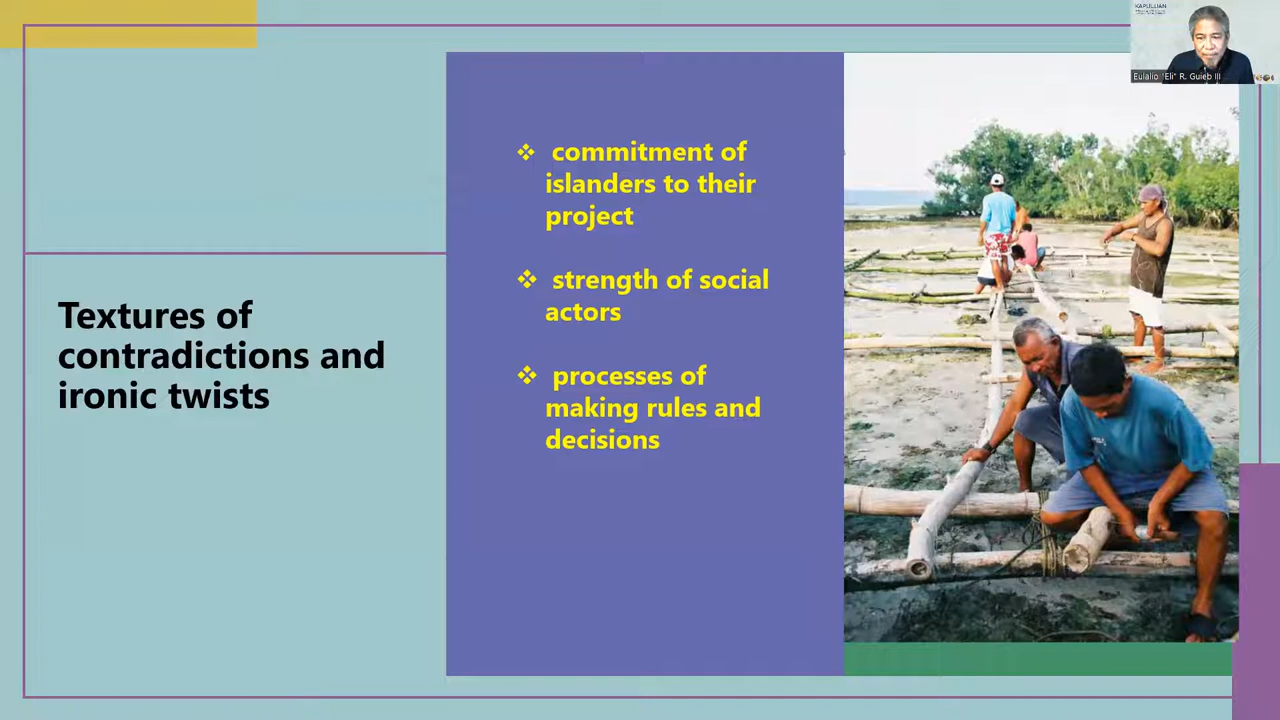 KAPULLIAN
Eulalio "Eli" R. Guieb III
Textures of
contradictions and
ironic twists
❖ commitment of
islanders to their
project
❖ strength of social
actors
❖ processes of
making rules and
decisions